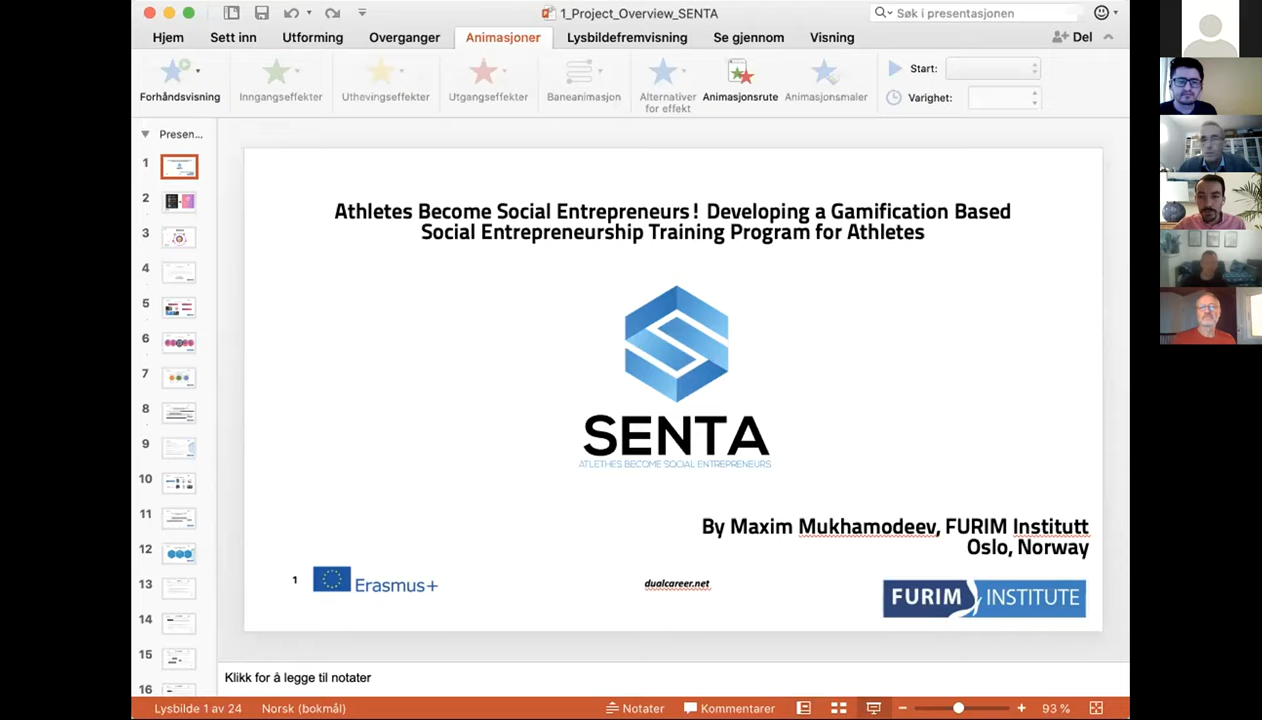 1_Project_Overview_SENTA
Søk i presentasjonen
Hjem Sett inn Utforming Overganger Animasjoner Lysbildefremvisning Se gjennom Visning Del
Forhåndsvisning Inngangseffekter Uthevingseffekter Utgangseffekter Baneanimasjon Alternativer for effekt Animasjonsrute Animasjonsmaler
Start:
Varighet:
Presen...
1
2
3
4
5
6
7
8
9
10
11
12
13
14
15
16
Athletes Become Social Entrepreneurs! Developing a Gamification Based
Social Entrepreneurship Training Program for Athletes
SENTA
ATLETHES BECOME SOCIAL ENTREPRENEURS
By Maxim Mukhamodeev, FURIM Institutt
Oslo, Norway
1
Erasmus+
dualcareer.net
FURIM INSTITUTE
Klikk for å legge til notater
Lysbilde 1 av 24 Norsk (bokmål) Notater Kommentarer 93 %